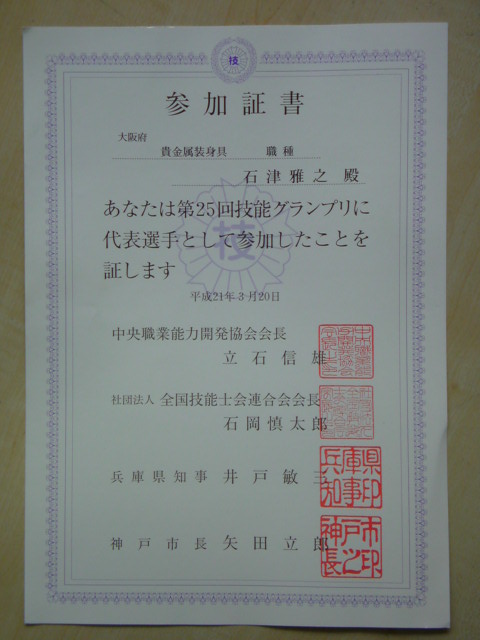 技
参加証書
大阪府
貴金属装身具 職種
石津雅之 殿
あなたは第25回技能グランプリに
代表選手として参加したことを
証します
平成21年3月20日
中央職業能力開発協会会長
立石信雄
社団法人 全国技能士会連合会会長
石岡慎太郎
兵庫県知事 井戸敏三
兵庫県知事印
神戸市長 矢田立郎
神戸市長之印